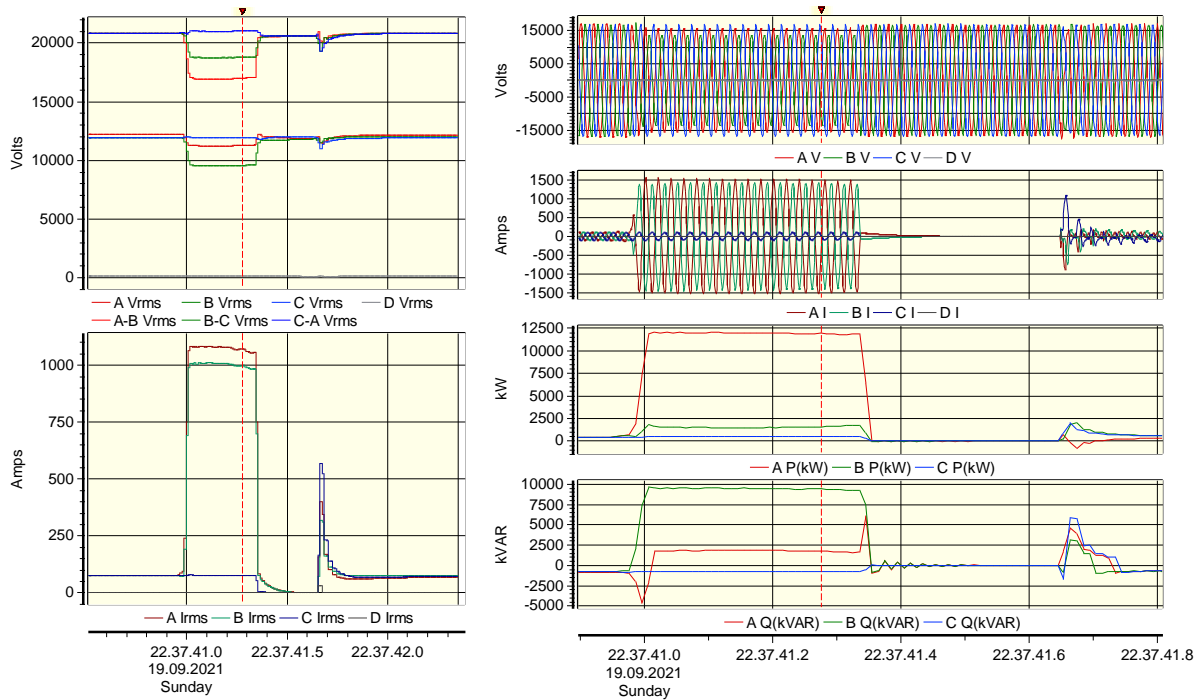 20000
15000
10000
5000
0
Volts
A Vrms B Vrms C Vrms D Vrms
A-B Vrms B-C Vrms C-A Vrms
1000
750
500
250
0
Amps
A Irms B Irms C Irms D Irms
22.37.41.0 22.37.41.5 22.37.42.0
19.09.2021
Sunday
15000
5000
-5000
-15000
Volts
A V B V C V D V
1500
1000
500
0
-500
-1000
-1500
Amps
A I B I C I D I
12500
10000
7500
5000
2500
0
kW
A P(kW) B P(kW) C P(kW)
10000
7500
5000
2500
0
-2500
-5000
kVAR
A Q(kVAR) B Q(kVAR) C Q(kVAR)
22.37.41.0 22.37.41.2 22.37.41.4 22.37.41.6 22.37.41.8
19.09.2021
Sunday